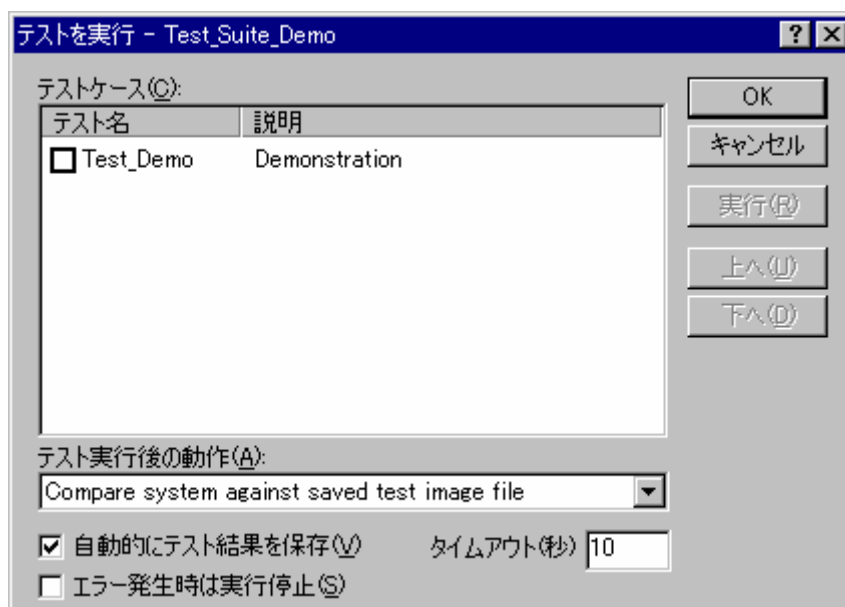 テストを実行 - Test_Suite_Demo
テストケース(C):
テスト名 説明
Test_Demo Demonstration
OK
キャンセル
実行(R)
上へ(U)
下へ(D)
テスト実行後の動作(A):
Compare system against saved test image file
自動的にテスト結果を保存(V) タイムアウト(秒) 10
エラー発生時は実行停止(S)